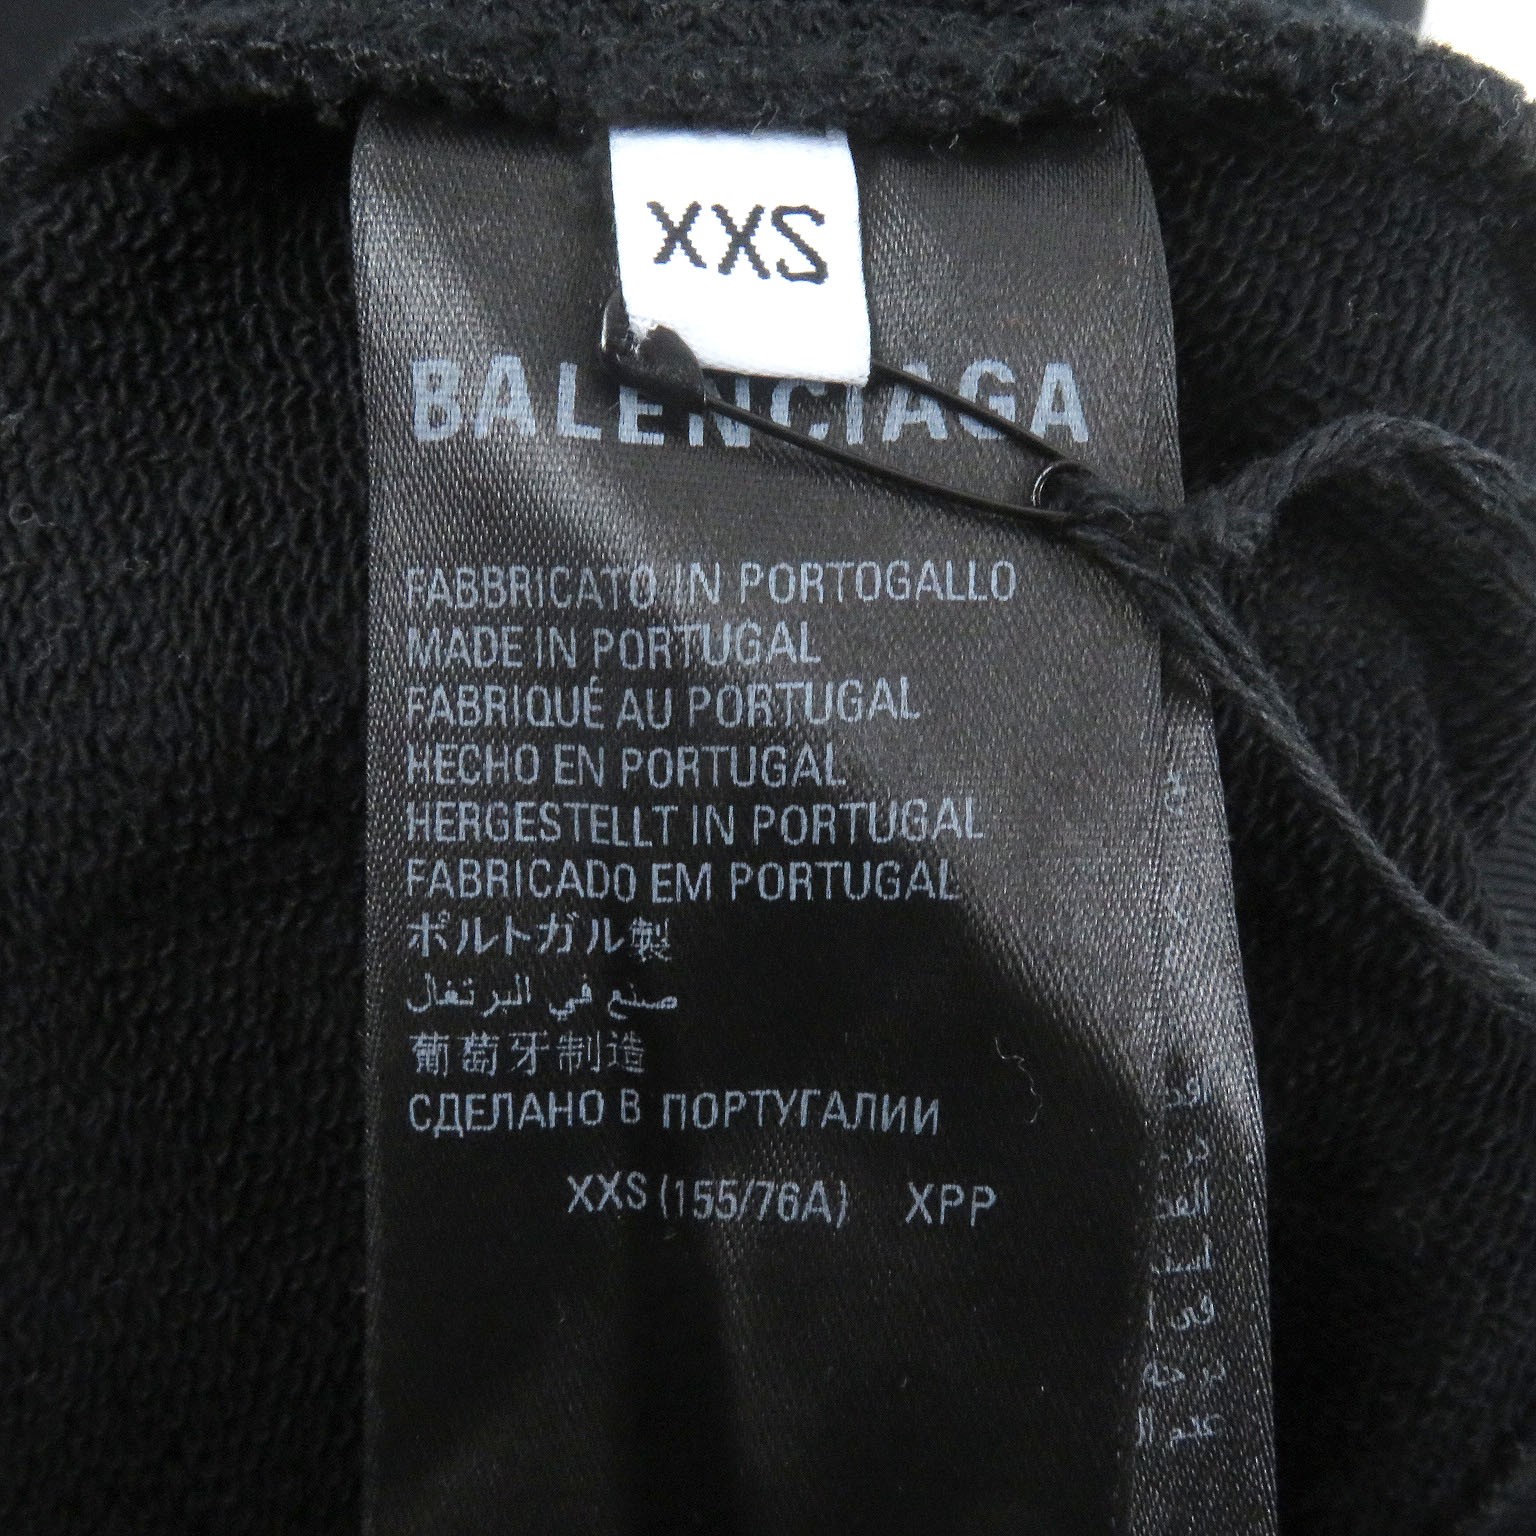 XXS
BALENCIAGA
FABBRICATO IN PORTOGALLO
MADE IN PORTUGAL
FABRIQUÉ AU PORTUGAL
HECHO EN PORTUGAL
HERGESTELLT IN PORTUGAL
FABRICADO EM PORTUGAL
ポルトガル製
صنع في البرتغال
葡萄牙制造
СДЕЛАНО В ПОРТУГАЛИИ
XXS (155/76A) XPP